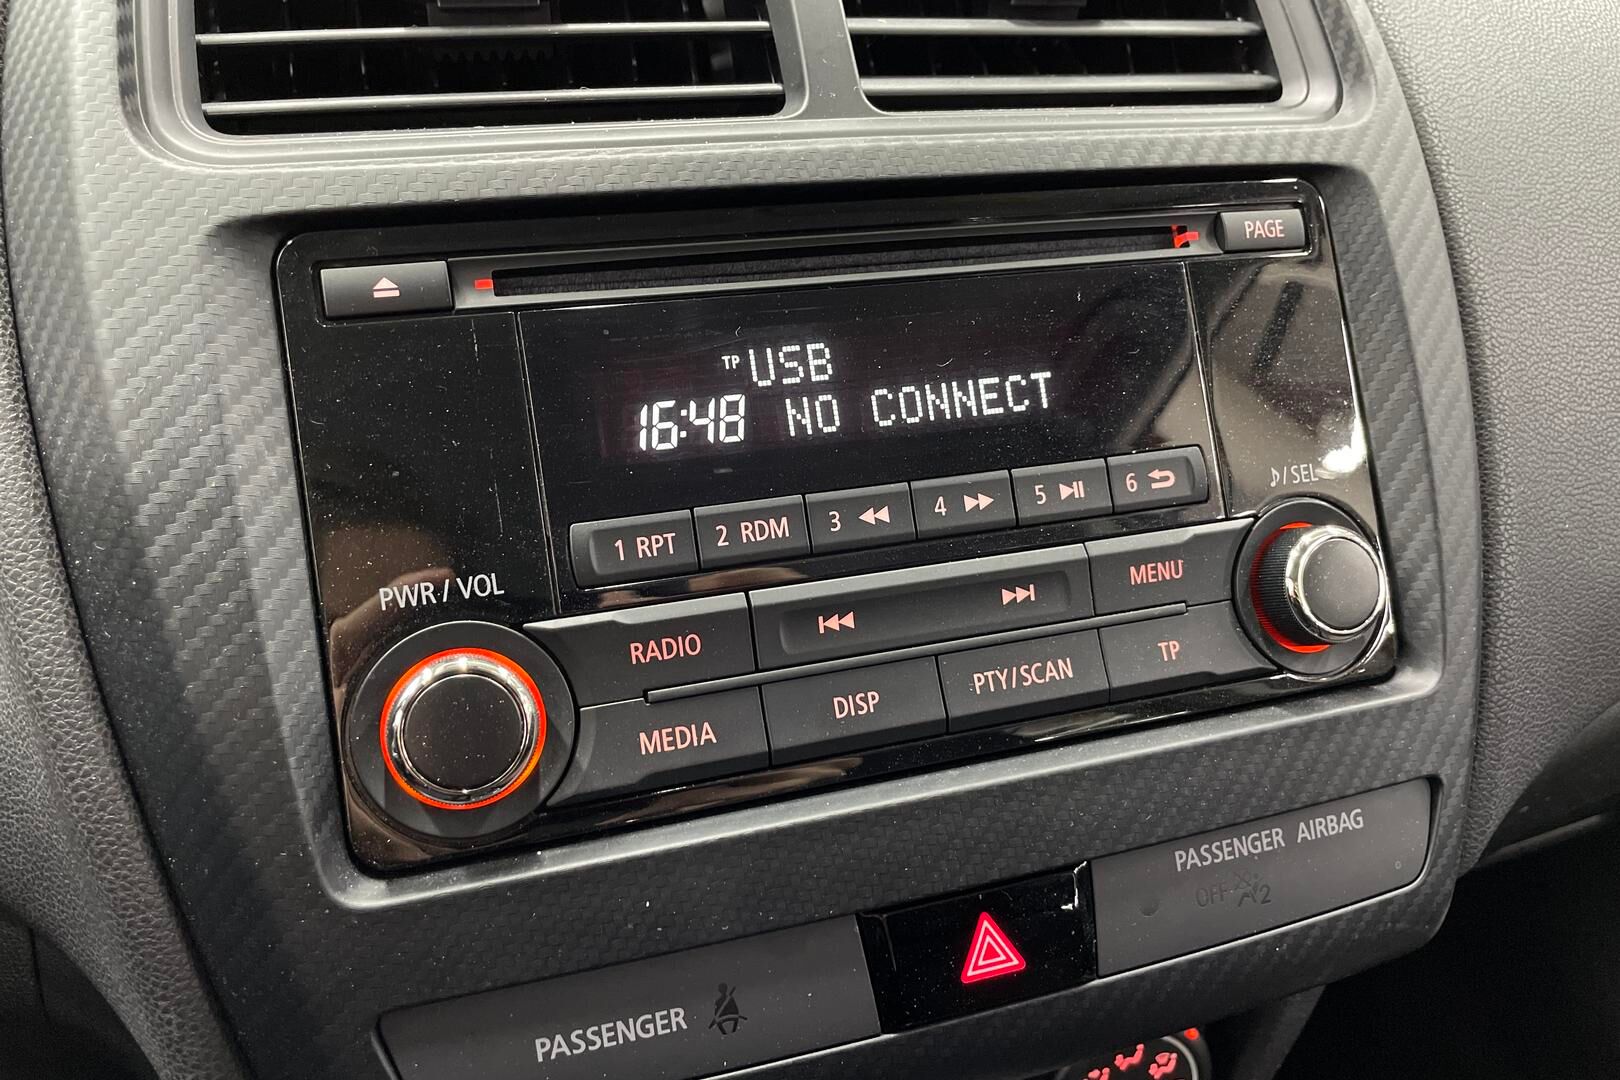 PAGE
TP USB
16:48 NO CONNECT
♪/SEL
1 RPT 2 RDM 3 4 5 6
PWR/VOL
RADIO MENU
MEDIA DISP PTY/SCAN TP
PASSENGER AIRBAG
OFF 2
PASSENGER